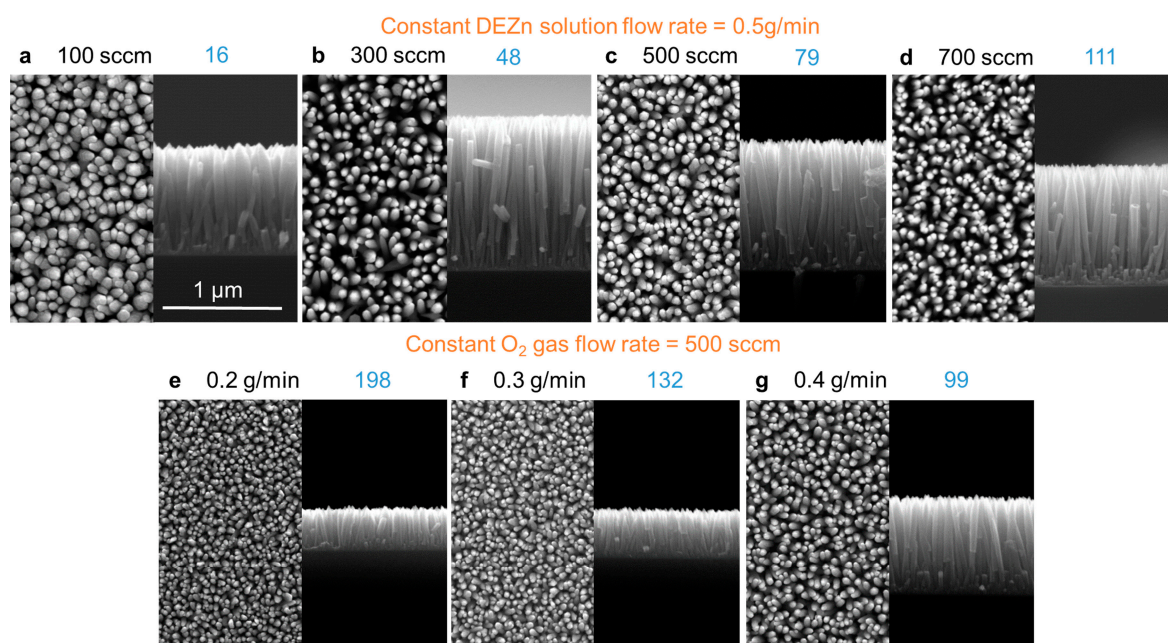 Constant DEZn solution flow rate = 0.5g/min
a 100 sccm 16 b 300 sccm 48 c 500 sccm 79 d 700 sccm 111
1 µm
Constant O₂ gas flow rate = 500 sccm
e 0.2 g/min 198 f 0.3 g/min 132 g 0.4 g/min 99